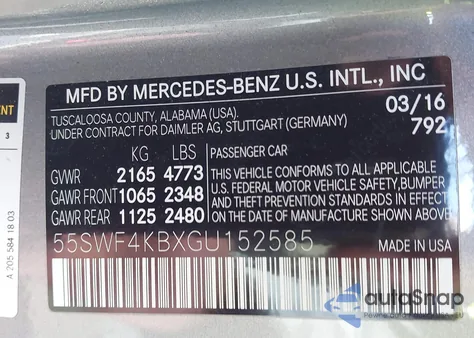 MFD BY MERCEDES-BENZ U.S. INTL., INC
TUSCALOOSA COUNTY, ALABAMA (USA).
UNDER CONTRACT FOR DAIMLER AG, STUTTGART (GERMANY)
03/16
792
KG LBS
GVWR 2165 4773
GAWR FRONT 1065 2348
GAWR REAR 1125 2480
PASSENGER CAR
THIS VEHICLE CONFORMS TO ALL APPLICABLE
U.S. FEDERAL MOTOR VEHICLE SAFETY, BUMPER
AND THEFT PREVENTION STANDARDS IN EFFECT ON
THE DATE OF MANUFACTURE SHOWN ABOVE.
55SWF4KBXGU152585
A 205 584 18 03
ENT
3
autoSnap